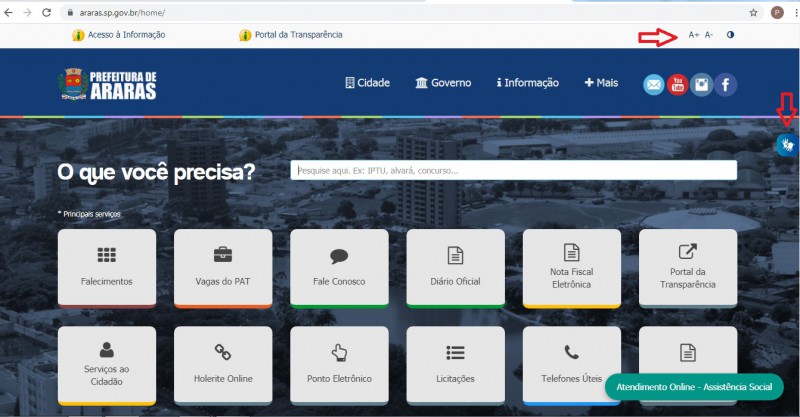 araras.sp.gov.br/home/
P
Acesso à Informação
Portal da Transparência
A+ A-
PREFEITURA DE
ARARAS
Cidade
Governo
Informação
Mais
You
Tube
O que você precisa?
Pesquise aqui. Ex: IPTU, alvará, concurso...
* Principais serviços
Falecimentos
Vagas do PAT
Fale Conosco
Diário Oficial
Nota Fiscal
Eletrônica
Portal da
Transparência
Serviços ao
Cidadão
Holerite Online
Ponto Eletrônico
Licitações
Telefones Úteis
Atendimento Online - Assistência Social